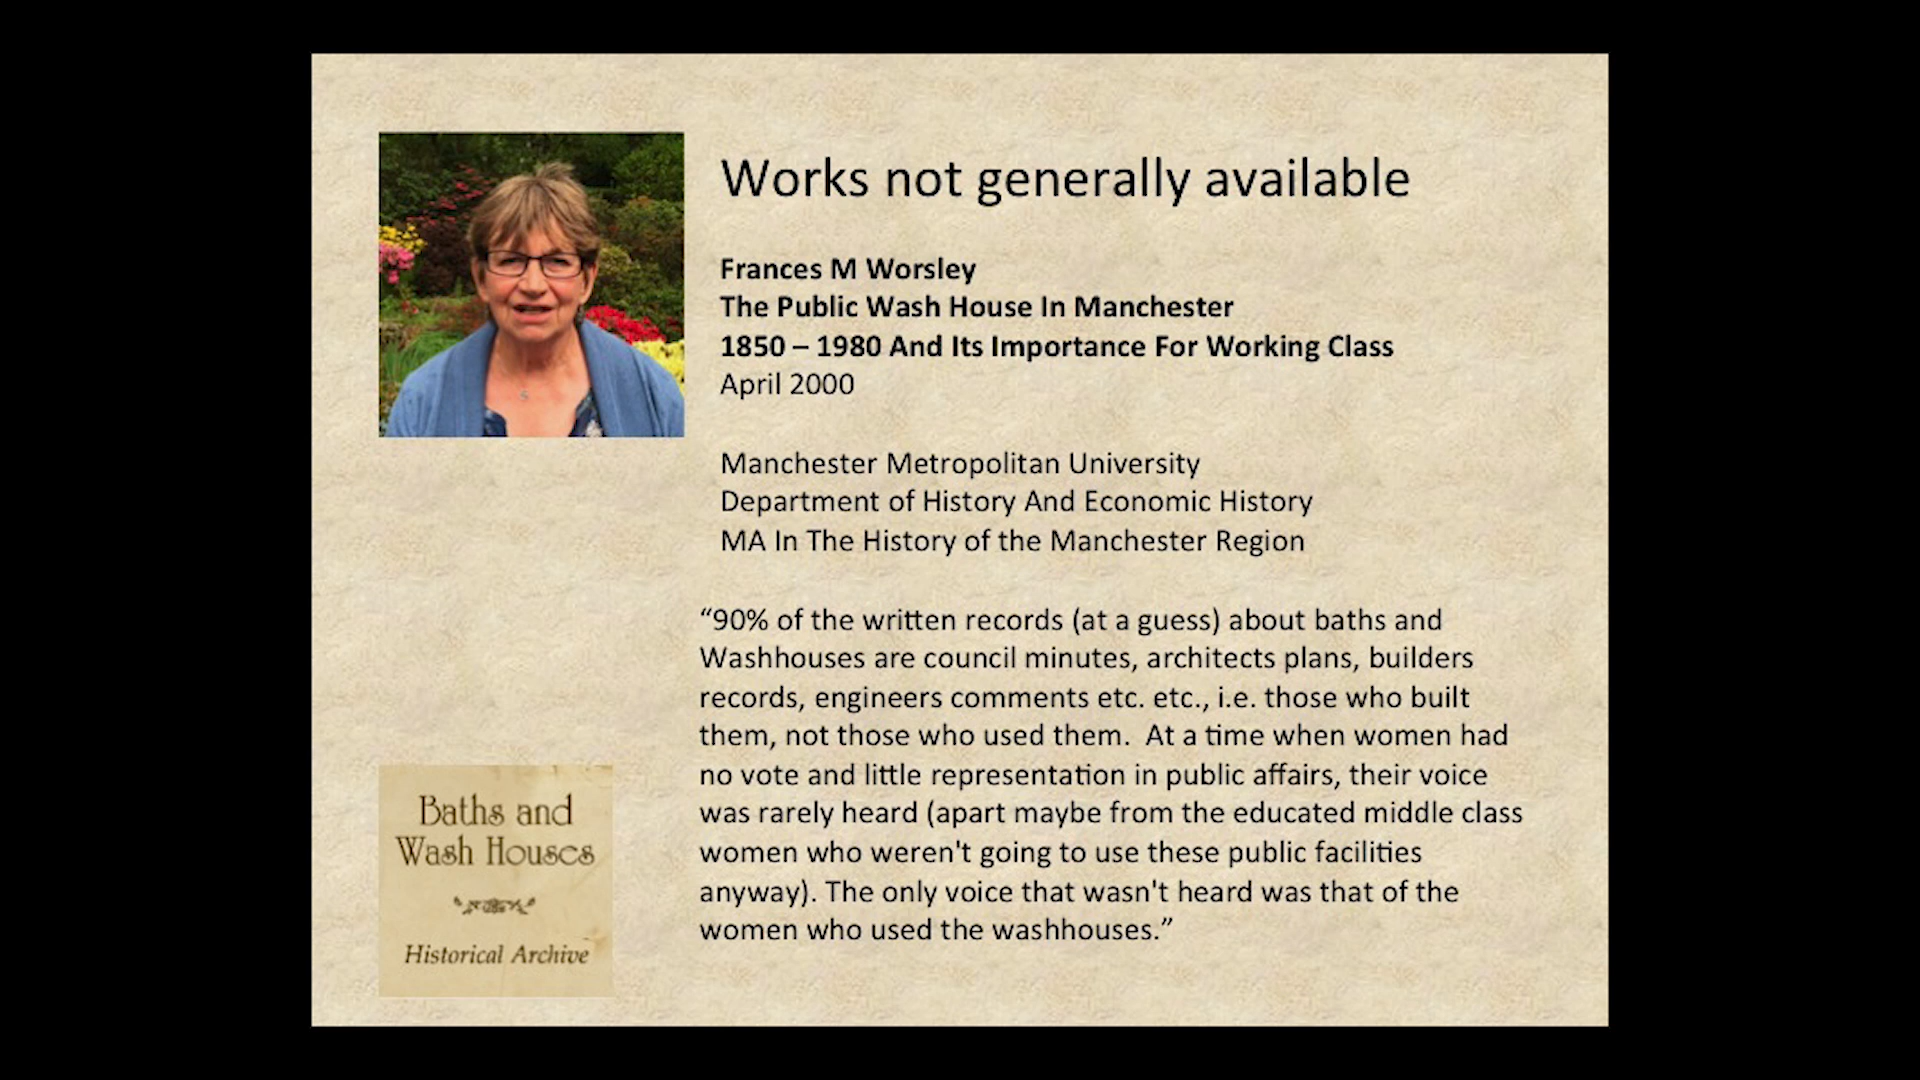 Works not generally available
Frances M Worsley
The Public Wash House In Manchester
1850 – 1980 And Its Importance For Working Class
April 2000
Manchester Metropolitan University
Department of History And Economic History
MA In The History of the Manchester Region
“90% of the written records (at a guess) about baths and
Washhouses are council minutes, architects plans, builders
records, engineers comments etc. etc., i.e. those who built
them, not those who used them.  At a time when women had
no vote and little representation in public affairs, their voice
was rarely heard (apart maybe from the educated middle class
women who weren't going to use these public facilities
anyway). The only voice that wasn't heard was that of the
women who used the washhouses.”
Baths and
Wash Houses
Historical Archive